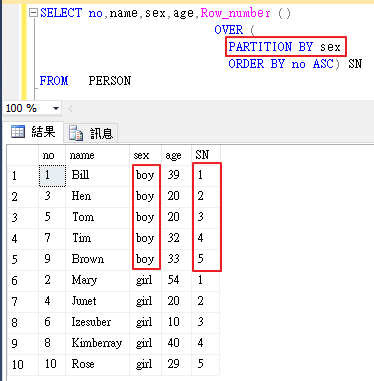 SELECT no,name,sex,age,Row_number ()
OVER (
PARTITION BY sex
ORDER BY no ASC) SN
FROM PERSON
100 %
結果 訊息
no name sex age SN
1 1 Bill boy 39 1
2 3 Hen boy 20 2
3 5 Tom boy 20 3
4 7 Tim boy 32 4
5 9 Brown boy 33 5
6 2 Mary girl 54 1
7 4 Junet girl 20 2
8 6 Izesuber girl 10 3
9 8 Kimberray girl 40 4
10 10 Rose girl 29 5